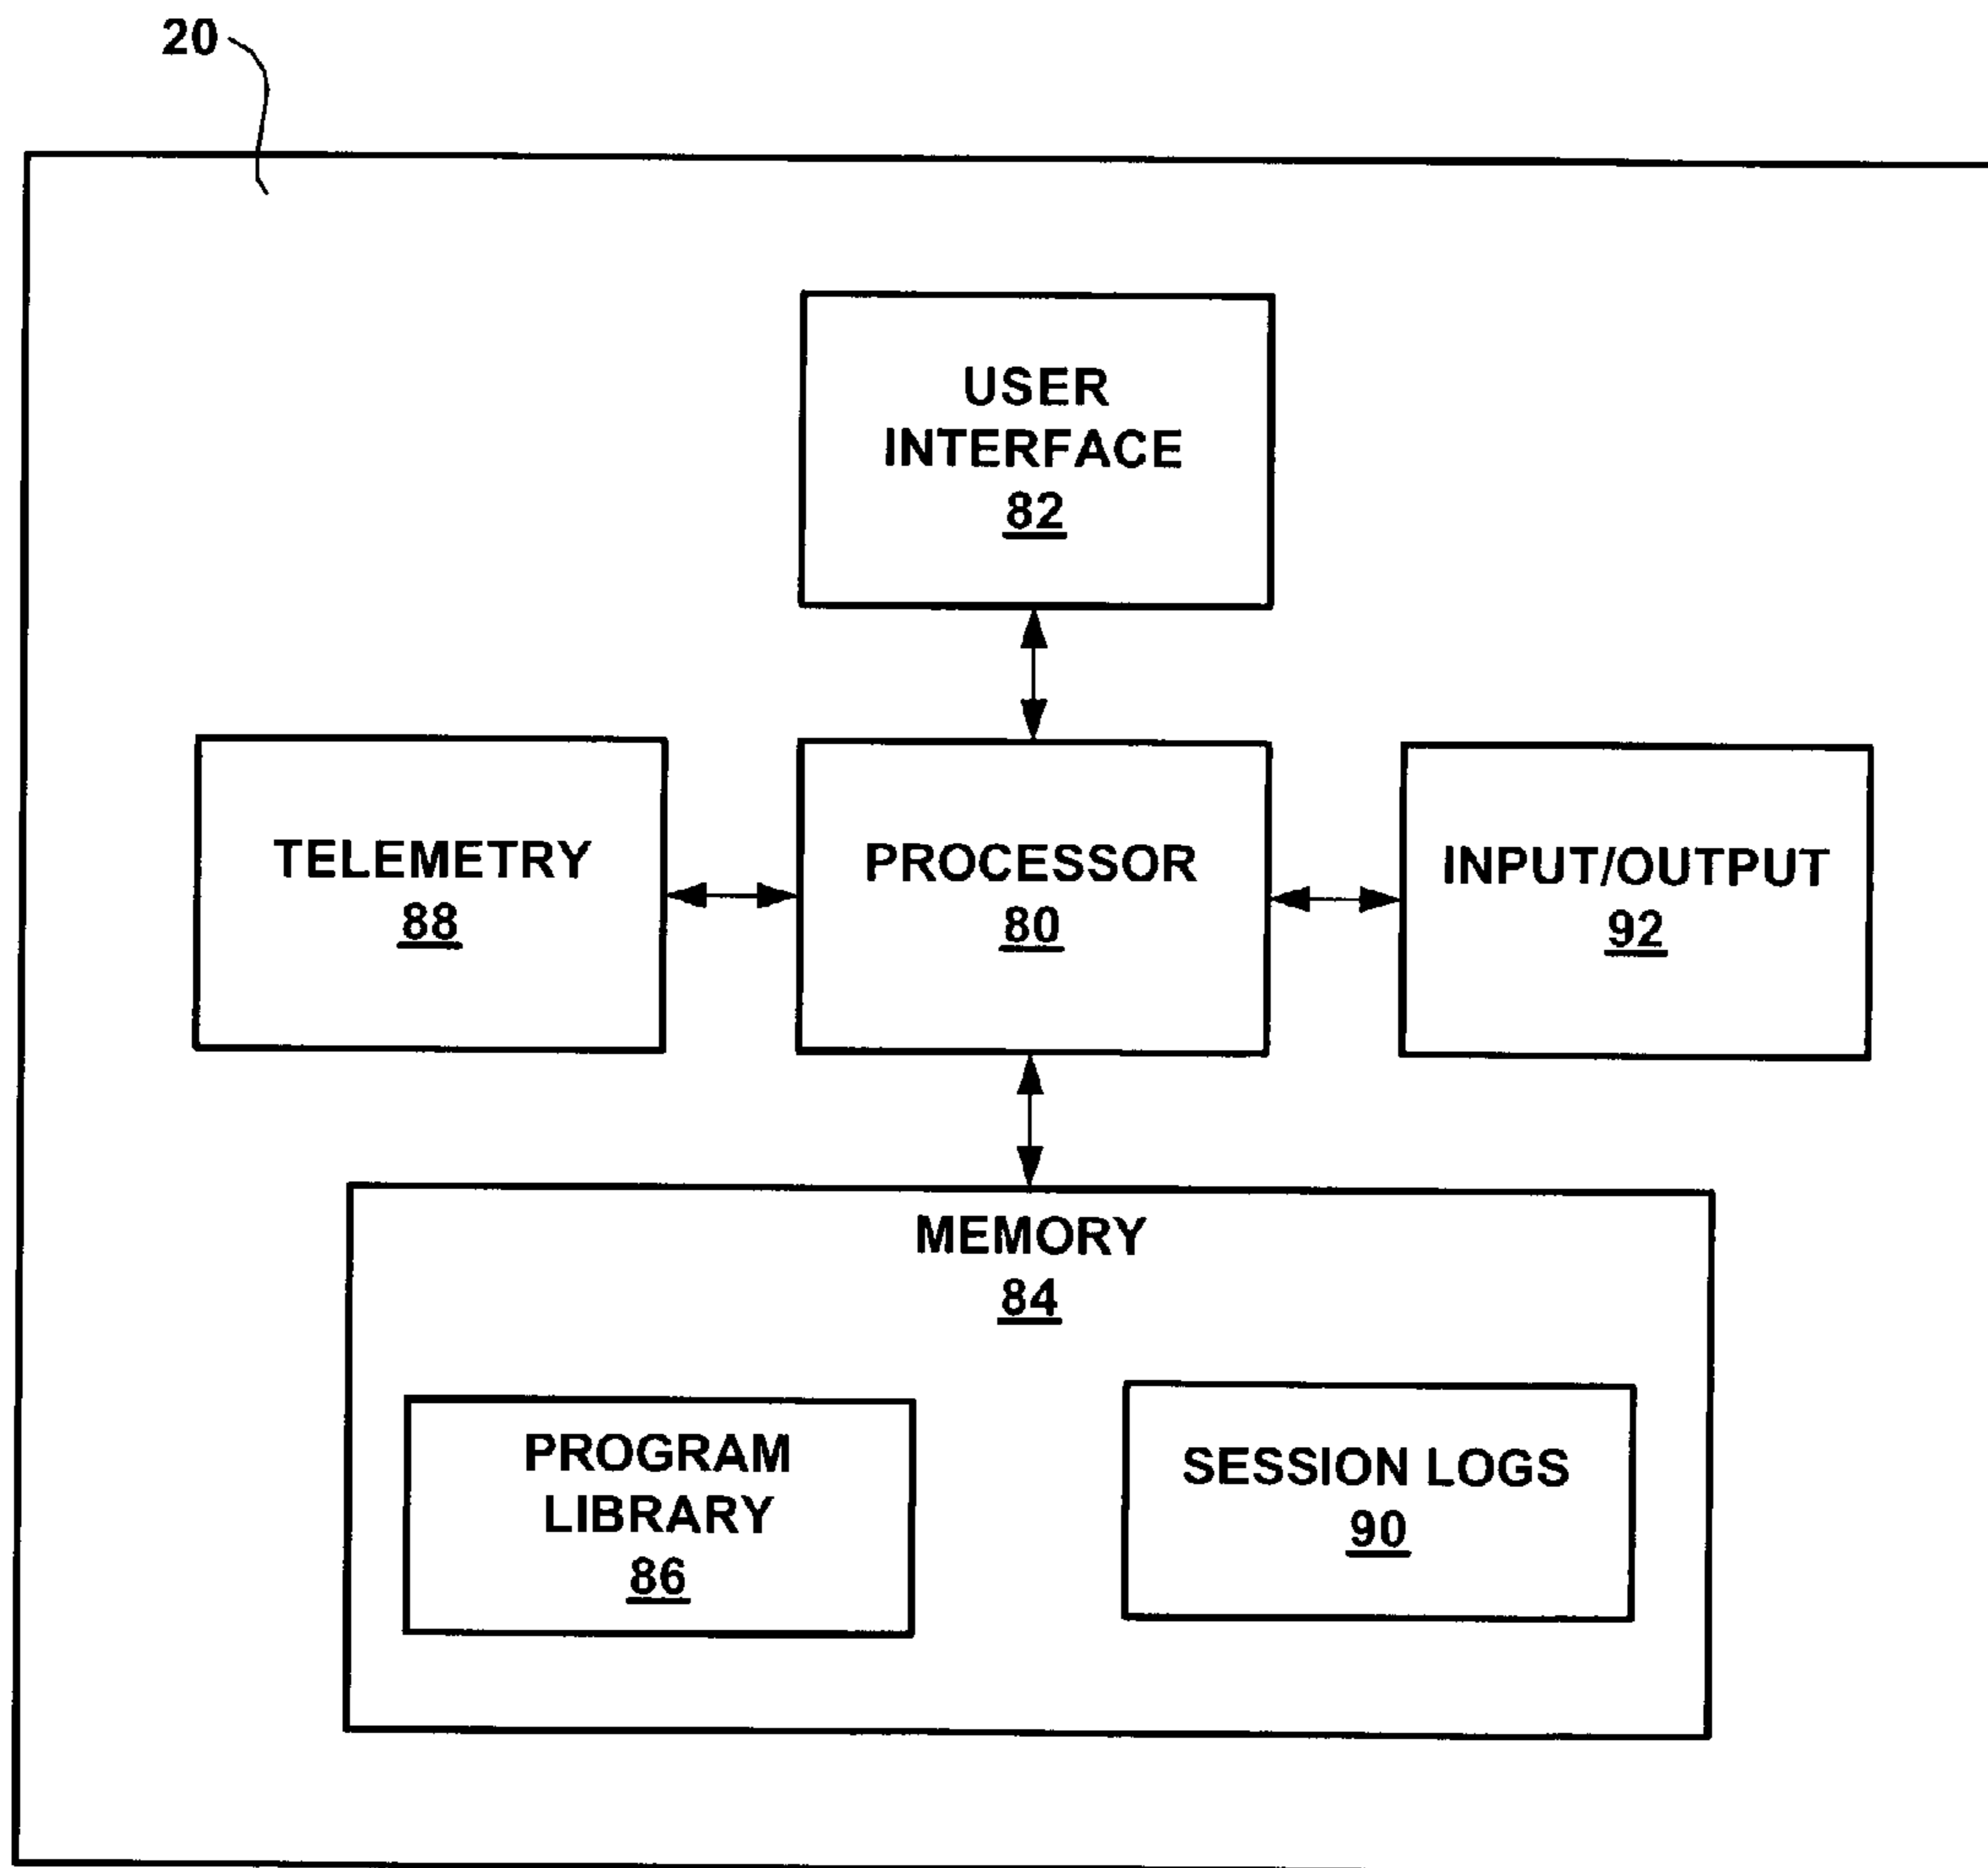 20
USER
INTERFACE
82
TELEMETRY
88
PROCESSOR
80
INPUT/OUTPUT
92
MEMORY
84
PROGRAM
LIBRARY
86
SESSION LOGS
90